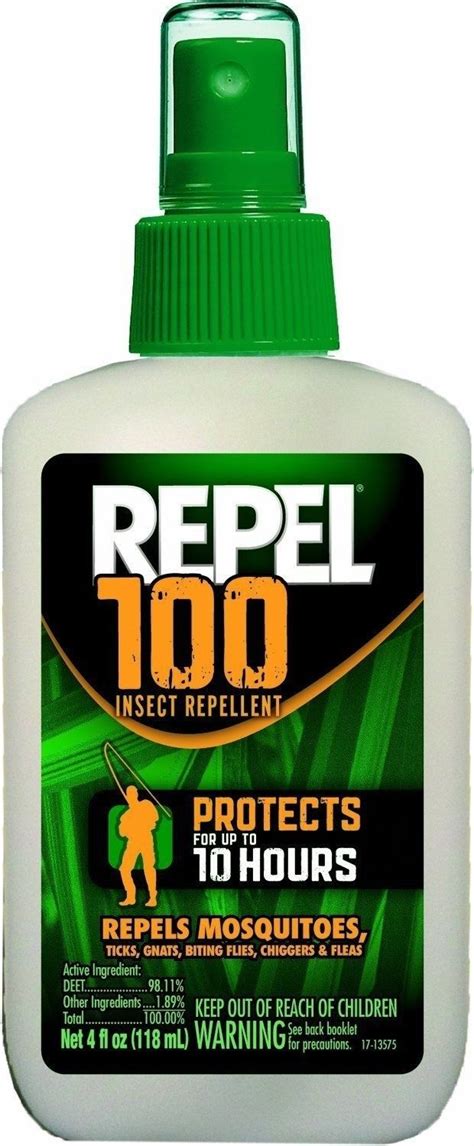 REPEL®
100
INSECT REPELLENT
PROTECTS
FOR UP TO
10 HOURS
REPELS MOSQUITOES,
TICKS, GNATS, BITING FLIES, CHIGGERS & FLEAS
Active Ingredient:
DEET....................98.11%
Other Ingredients....1.89%
Total....................100.00%
Net 4 fl oz (118 mL)
KEEP OUT OF REACH OF CHILDREN
WARNING See back booklet
for precautions. 17-13575